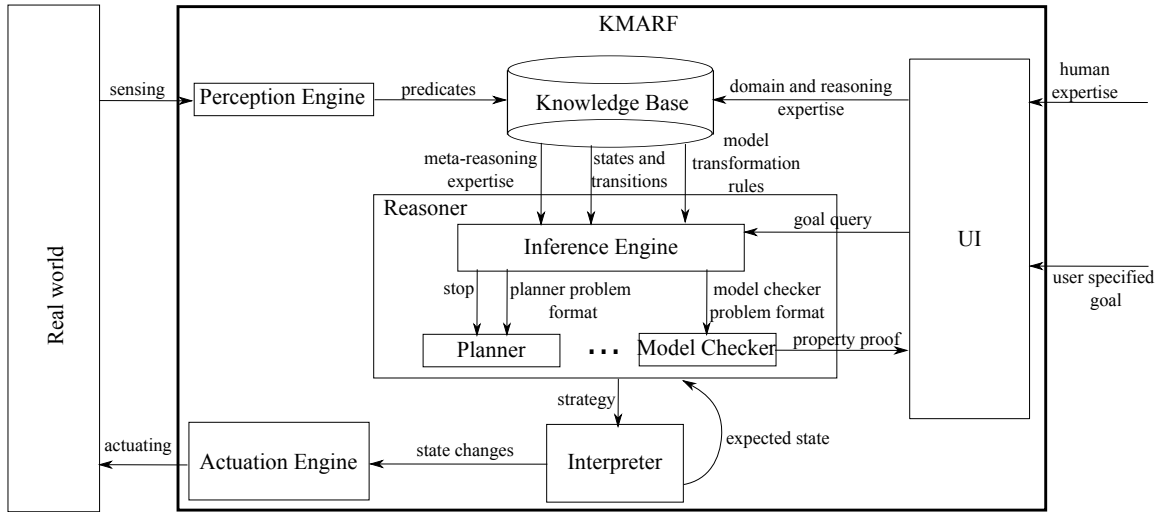 KMARF
sensing
Perception Engine
predicates
Knowledge Base
domain and reasoning
expertise
human
expertise
meta-reasoning
expertise
states and
transitions
model
transformation
rules
Reasoner
goal query
Inference Engine
UI
Real world
stop
planner problem
format
model checker
problem format
user specified
goal
Planner
...
Model Checker
property proof
strategy
expected state
actuating
Actuation Engine
state changes
Interpreter